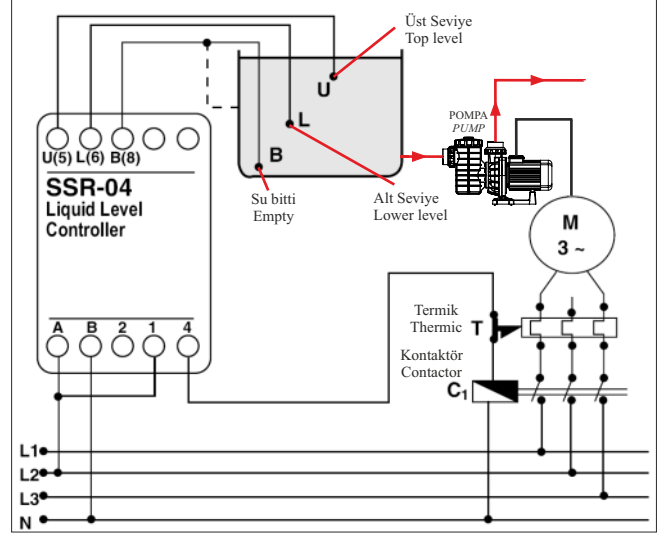 Üst Seviye
Top level
U
L
B
POMPA
PUMP
U(5) L(6) B(8)
SSR-04
Liquid Level
Controller
Su bitti
Empty
Alt Seviye
Lower level
M
3 ~
A B 2 1 4
Termik
Thermic
T
Kontaktör
Contactor
C₁
L1
L2
L3
N